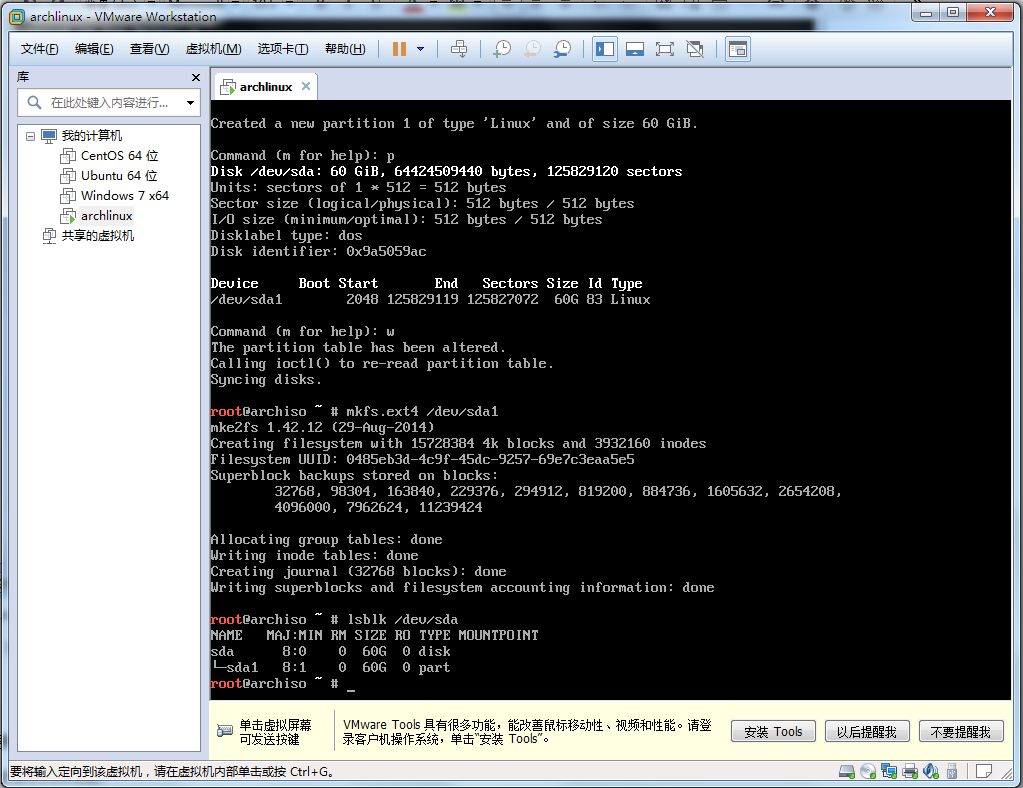 archlinux - VMware Workstation
文件(F) 编辑(E) 查看(V) 虚拟机(M) 选项卡(T) 帮助(H)
库
在此处键入内容进行...
我的计算机
CentOS 64 位
Ubuntu 64 位
Windows 7 x64
archlinux
共享的虚拟机
archlinux
Created a new partition 1 of type 'Linux' and of size 60 GiB.
Command (m for help): p
Disk /dev/sda: 60 GiB, 64424509440 bytes, 125829120 sectors
Units: sectors of 1 * 512 = 512 bytes
Sector size (logical/physical): 512 bytes / 512 bytes
I/O size (minimum/optimal): 512 bytes / 512 bytes
Disklabel type: dos
Disk identifier: 0x9a5059ac
Device     Boot Start       End   Sectors Size Id Type
/dev/sda1        2048 125829119 125827072  60G 83 Linux
Command (m for help): w
The partition table has been altered.
Calling ioctl() to re-read partition table.
Syncing disks.
root@archiso ~ # mkfs.ext4 /dev/sda1
mke2fs 1.42.12 (29-Aug-2014)
Creating filesystem with 15728384 4k blocks and 3932160 inodes
Filesystem UUID: 0485eb3d-4c9f-45dc-9257-69e7c3eaa5e5
Superblock backups stored on blocks:
32768, 98304, 163840, 229376, 294912, 819200, 884736, 1605632, 2654208,
4096000, 7962624, 11239424
Allocating group tables: done
Writing inode tables: done
Creating journal (32768 blocks): done
Writing superblocks and filesystem accounting information: done
root@archiso ~ # lsblk /dev/sda
NAME   MAJ:MIN RM SIZE RO TYPE MOUNTPOINT
sda      8:0    0  60G  0 disk
└─sda1   8:1    0  60G  0 part
root@archiso ~ # _
单击虚拟屏幕
可发送按键
VMware Tools 具有很多功能，能改善鼠标移动性、视频和性能。请登
录客户机操作系统，单击“安装 Tools”。
安装 Tools 以后提醒我 不要提醒我
要将输入定向到该虚拟机，请在虚拟机内部单击或按 Ctrl+G。